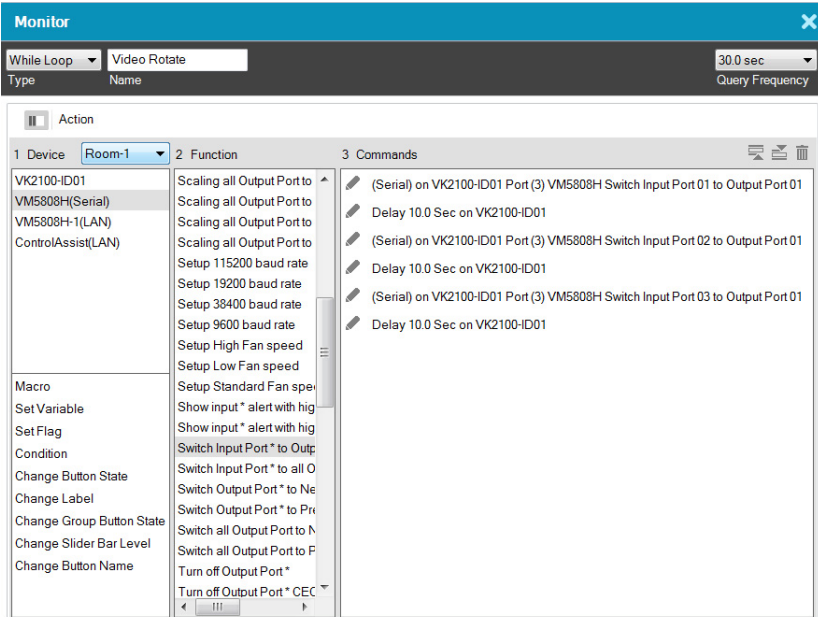 Monitor
While Loop Video Rotate 30.0 sec
Type Name Query Frequency
Action
1 Device Room-1 2 Function 3 Commands
VK2100-ID01
VM5808H(Serial)
VM5808H-1(LAN)
ControlAssist(LAN)
Macro
Set Variable
Set Flag
Condition
Change Button State
Change Label
Change Group Button State
Change Slider Bar Level
Change Button Name
Scaling all Output Port to
Scaling all Output Port to
Scaling all Output Port to
Scaling all Output Port to
Setup 115200 baud rate
Setup 19200 baud rate
Setup 38400 baud rate
Setup 9600 baud rate
Setup High Fan speed
Setup Low Fan speed
Setup Standard Fan spe
Show input * alert with hig
Show input * alert with hig
Switch Input Port * to Outp
Switch Input Port * to all O
Switch Output Port * to Ne
Switch Output Port * to Pre
Switch all Output Port to N
Switch all Output Port to P
Turn off Output Port *
Turn off Output Port * CEC
(Serial) on VK2100-ID01 Port (3) VM5808H Switch Input Port 01 to Output Port 01
Delay 10.0 Sec on VK2100-ID01
(Serial) on VK2100-ID01 Port (3) VM5808H Switch Input Port 02 to Output Port 01
Delay 10.0 Sec on VK2100-ID01
(Serial) on VK2100-ID01 Port (3) VM5808H Switch Input Port 03 to Output Port 01
Delay 10.0 Sec on VK2100-ID01